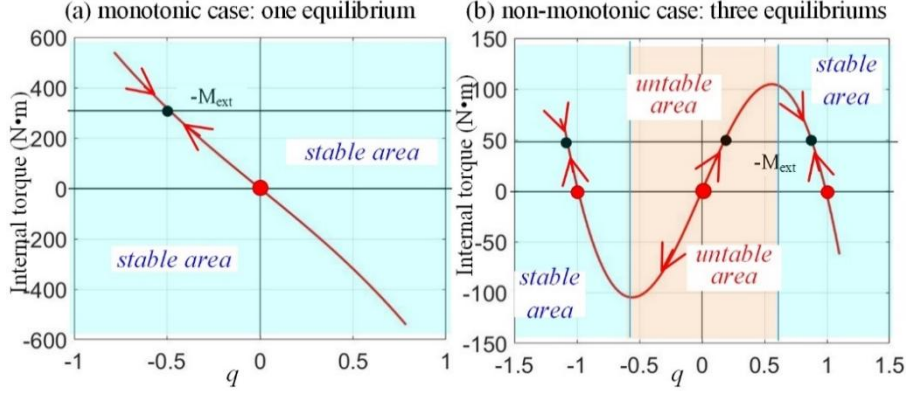 (a) monotonic case: one equilibrium
600
400
200
0
200
-400
-600
-1
-0.5
0
0.5
1
Internal torque (N•m)
q
-Mext
stable area
stable area
(b) non-monotonic case: three equilibriums
150
100
50
0
-50
-100
-150
-1.5
-1
-0.5
0
0.5
1
1.5
Internal torque (N•m)
q
untable
area
stable
area
-Mext
stable
area
untable
area